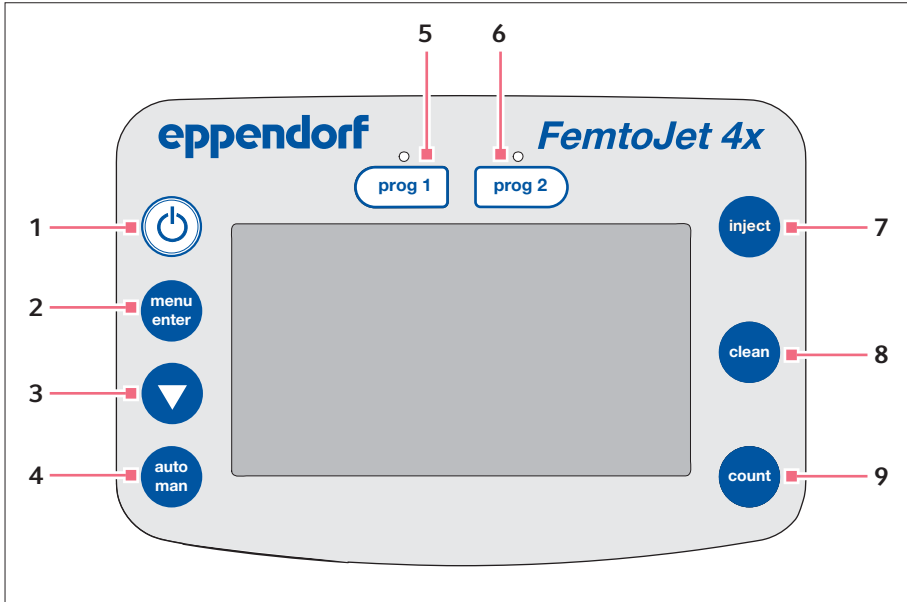 5 6
eppendorf FemtoJet 4x
prog 1 prog 2
1 inject 7
2 menu
enter
clean 8
3
4 auto
man
count 9